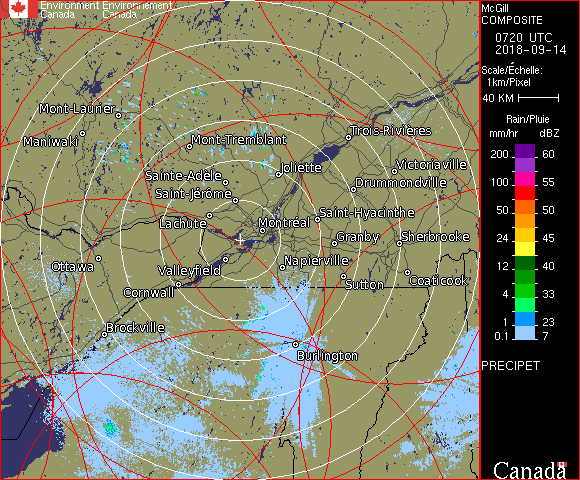 Environment Environnement
Canada Canada
McGill
COMPOSITE
0720 UTC
2018-09-14
Scale/Échelle:
1km/Pixel
40 KM
Rain/Pluie
mm/hr dBZ
200 60
100 55
50 50
24 45
12 40
4 33
1 23
0.1 7
PRECIPET
Canada
Mont-Laurier
Maniwaki
Mont-Tremblant
Trois-Rivières
Joliette
Victoriaville
Sainte-Adèle
Drummondville
Saint-Jérôme
Lachute
Montréal
Saint-Hyacinthe
Granby
Sherbrooke
Ottawa
Valleyfield
Napierville
Cornwall
Sutton
Coaticook
Brockville
Burlington